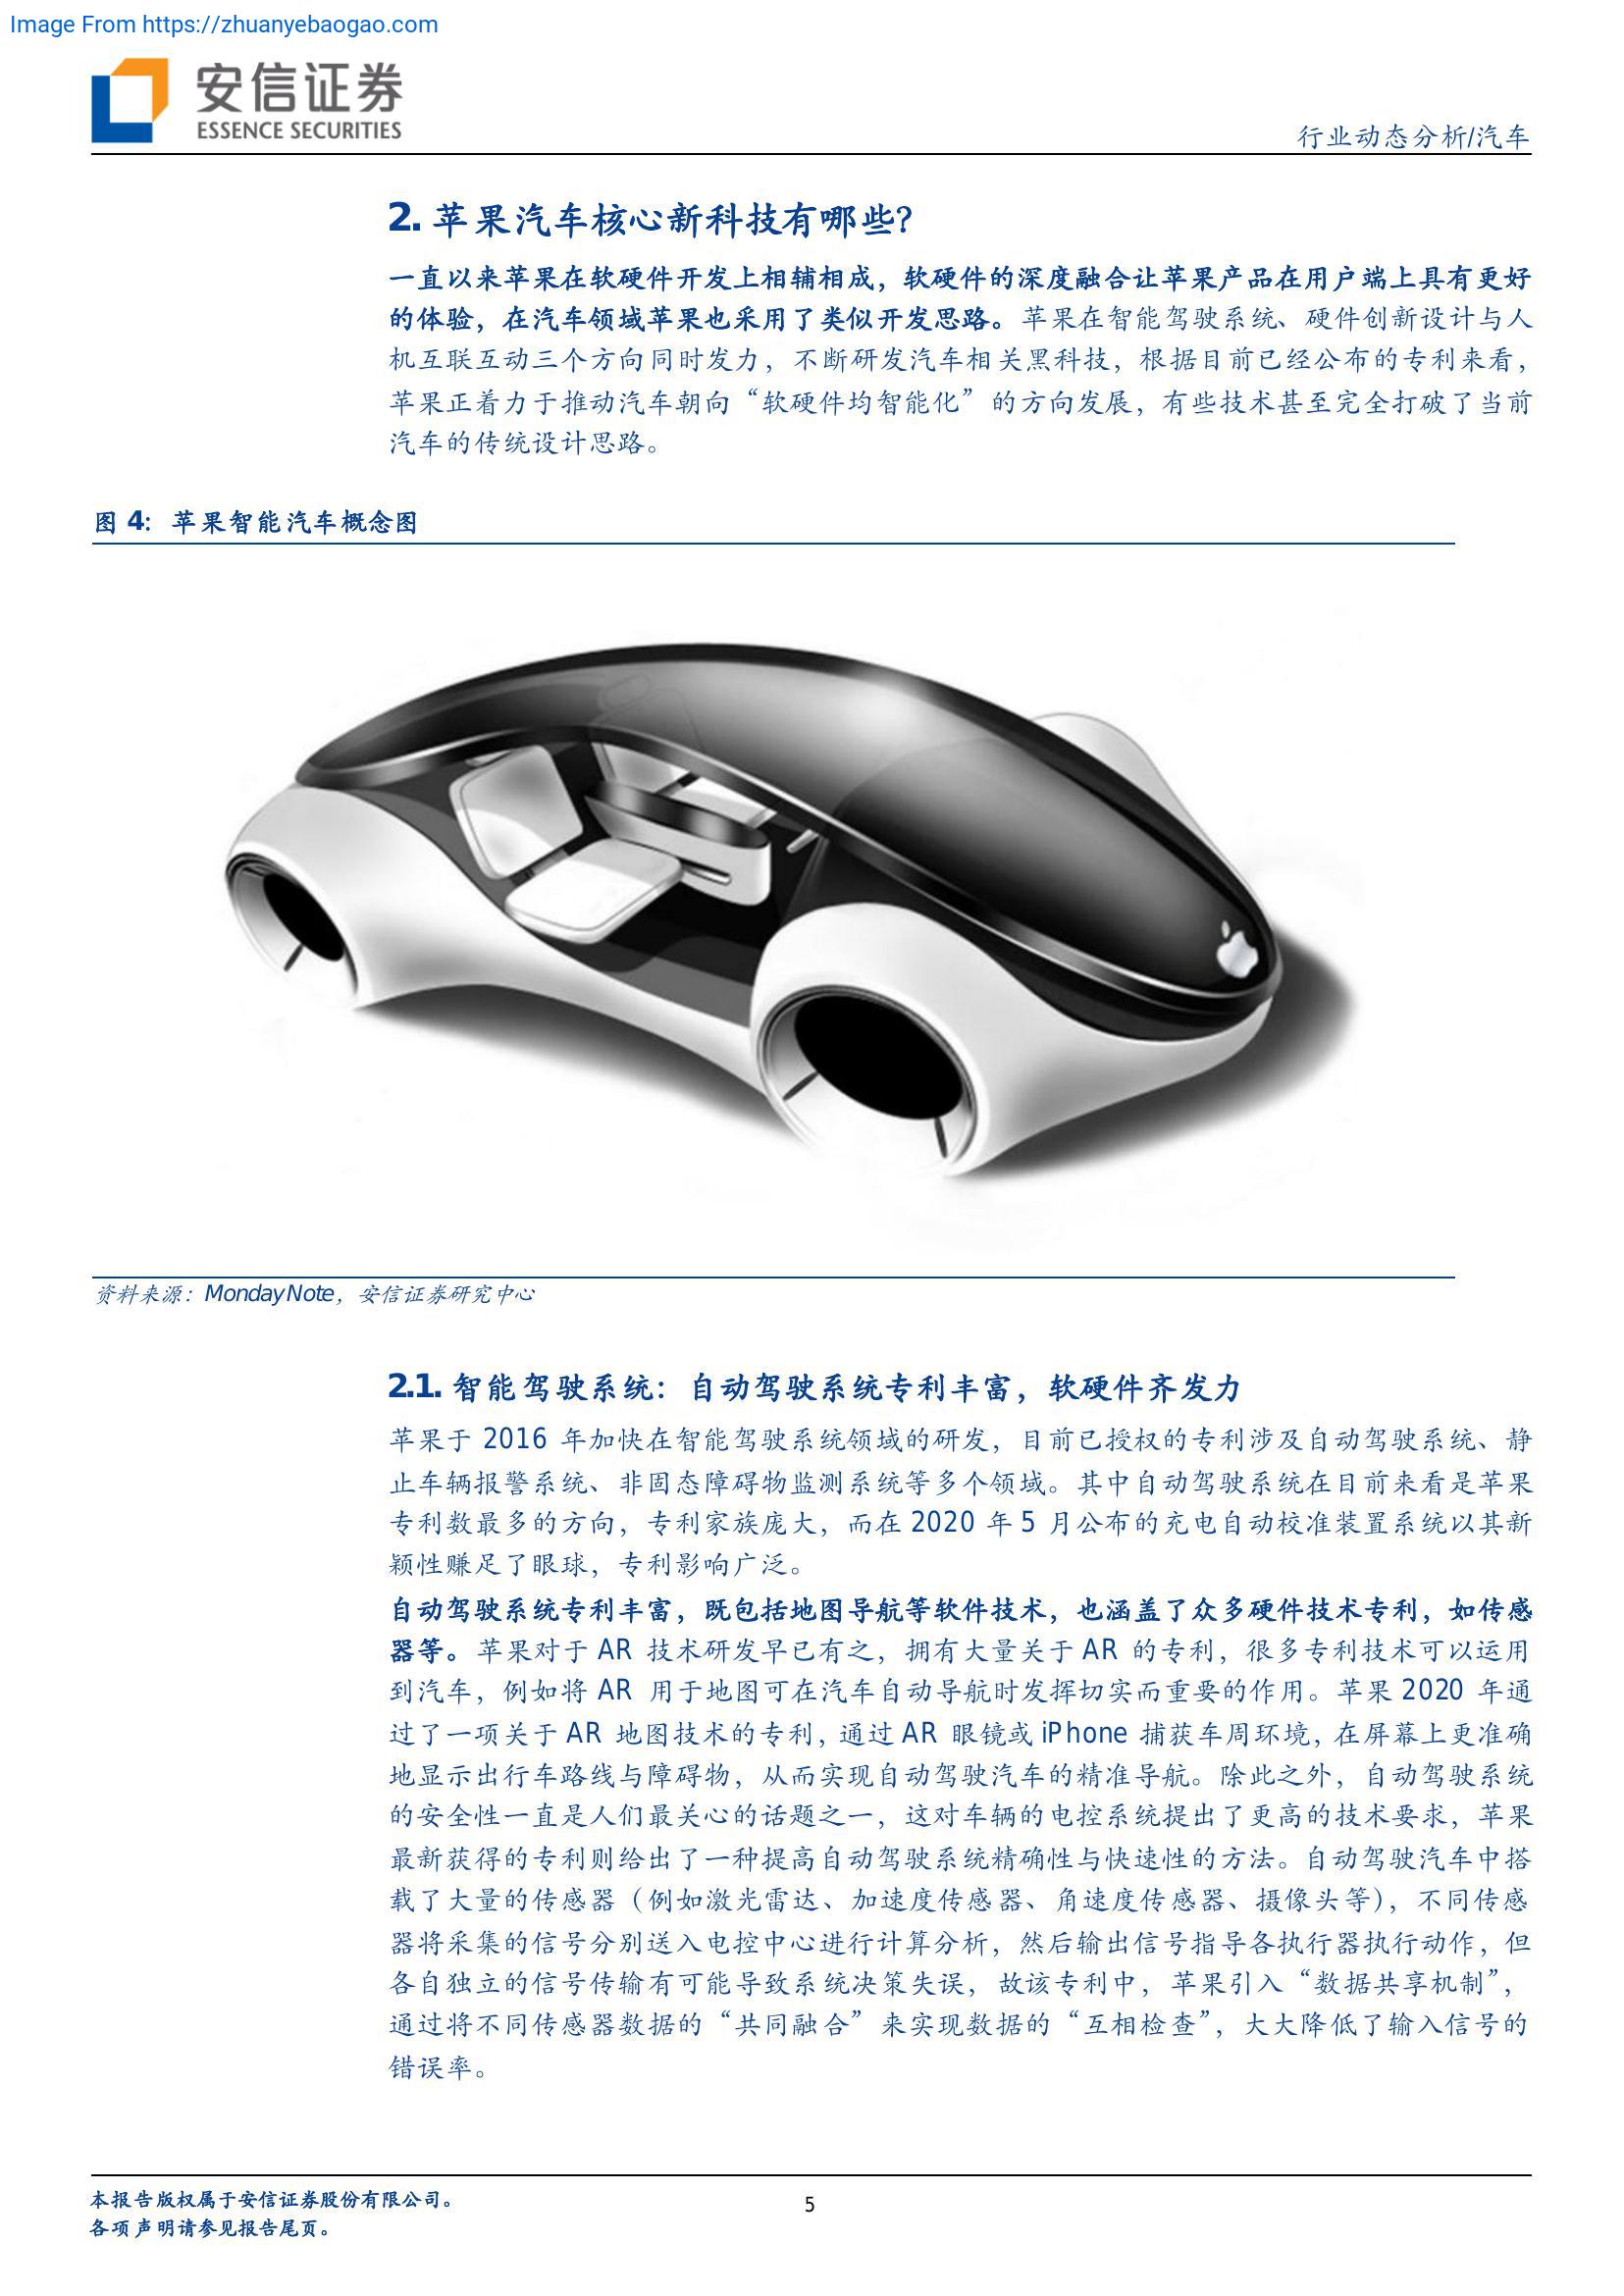 Image From https://zhuanyebaogao.com
安信证券
ESSENCE SECURITIES
行业动态分析/汽车
2. 苹果汽车核心新科技有哪些？
一直以来苹果在软硬件开发上相辅相成，软硬件的深度融合让苹果产品在用户端上具有更好
的体验，在汽车领域苹果也采用了类似开发思路。苹果在智能驾驶系统、硬件创新设计与人
机互联互动三个方向同时发力，不断研发汽车相关黑科技，根据目前已经公布的专利来看，
苹果正着力于推动汽车朝向“软硬件均智能化”的方向发展，有些技术甚至完全打破了当前
汽车的传统设计思路。
图 4：苹果智能汽车概念图
资料来源：MondayNote，安信证券研究中心
2.1. 智能驾驶系统：自动驾驶系统专利丰富，软硬件齐发力
苹果于 2016 年加快在智能驾驶系统领域的研发，目前已授权的专利涉及自动驾驶系统、静
止车辆报警系统、非固态障碍物监测系统等多个领域。其中自动驾驶系统在目前来看是苹果
专利数最多的方向，专利家族庞大，而在 2020 年 5 月公布的充电自动校准装置系统以其新
颖性赚足了眼球，专利影响广泛。
自动驾驶系统专利丰富，既包括地图导航等软件技术，也涵盖了众多硬件技术专利，如传感
器等。苹果对于 AR 技术研发早已有之，拥有大量关于 AR 的专利，很多专利技术可以运用
到汽车，例如将 AR 用于地图可在汽车自动导航时发挥切实而重要的作用。苹果 2020 年通
过了一项关于 AR 地图技术的专利，通过 AR 眼镜或 iPhone 捕获车周环境，在屏幕上更准确
地显示出行车路线与障碍物，从而实现自动驾驶汽车的精准导航。除此之外，自动驾驶系统
的安全性一直是人们最关心的话题之一，这对车辆的电控系统提出了更高的技术要求，苹果
最新获得的专利则给出了一种提高自动驾驶系统精确性与快速性的方法。自动驾驶汽车中搭
载了大量的传感器（例如激光雷达、加速度传感器、角速度传感器、摄像头等），不同传感
器将采集的信号分别送入电控中心进行计算分析，然后输出信号指导各执行器执行动作，但
各自独立的信号传输有可能导致系统决策失误，故该专利中，苹果引入“数据共享机制”，
通过将不同传感器数据的“共同融合”来实现数据的“互相检查”，大大降低了输入信号的
错误率。
本报告版权属于安信证券股份有限公司。
各项声明请参见报告尾页。
5